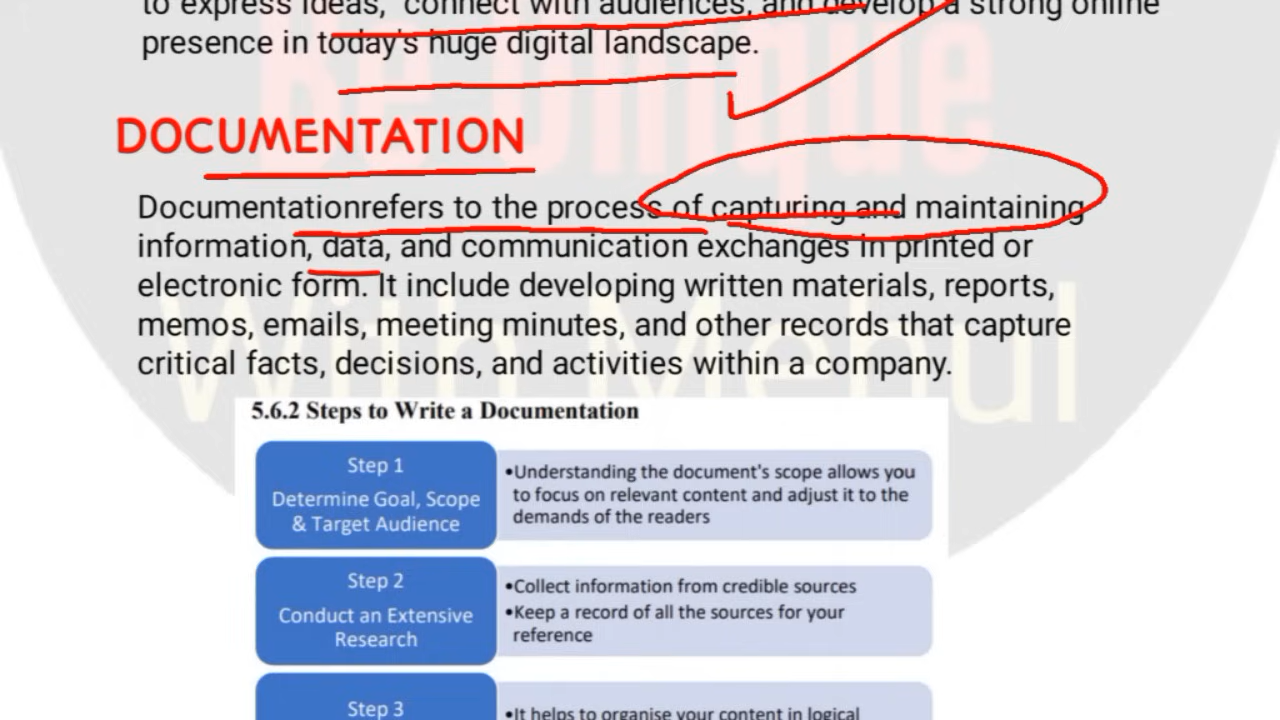 to express ideas, connect with audiences, and develop a strong online
presence in today's huge digital landscape.
DOCUMENTATION
Documentationrefers to the process of capturing and maintaining
information, data, and communication exchanges in printed or
electronic form. It include developing written materials, reports,
memos, emails, meeting minutes, and other records that capture
critical facts, decisions, and activities within a company.
Be Unique
With Mehul
5.6.2 Steps to Write a Documentation
Step 1
Determine Goal, Scope
& Target Audience
•Understanding the document's scope allows you
to focus on relevant content and adjust it to the
demands of the readers
Step 2
Conduct an Extensive
Research
•Collect information from credible sources
•Keep a record of all the sources for your
reference
Step 3
•It helps to organise your content in logical